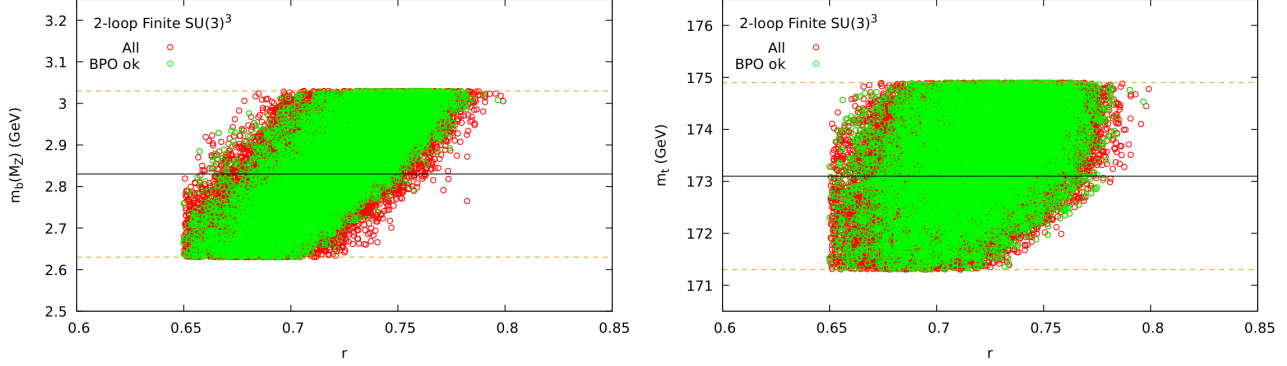 2-loop Finite SU(3)³
All
BPO ok
m_b(M_Z) (GeV)
3.2
3.1
3
2.9
2.8
2.7
2.6
2.5
0.6 0.65 0.7 0.75 0.8 0.85
r
2-loop Finite SU(3)³
All
BPO ok
m_t (GeV)
176
175
174
173
172
171
0.6 0.65 0.7 0.75 0.8 0.85
r